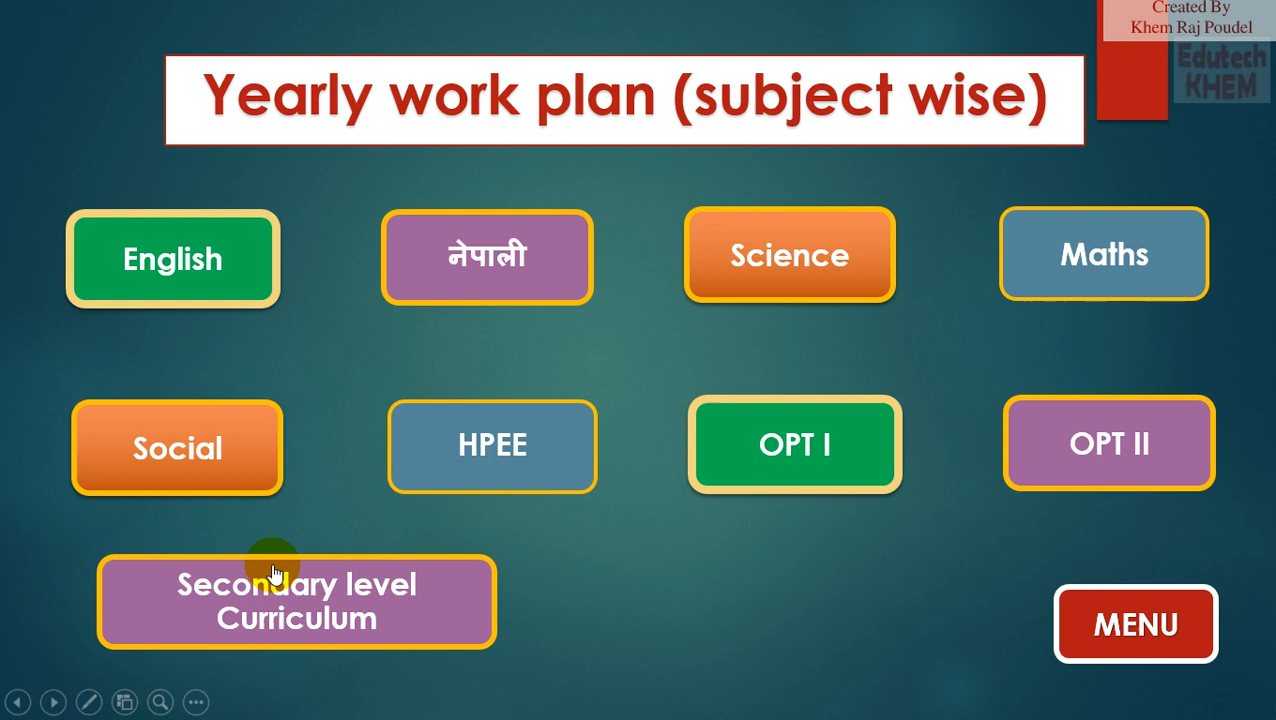 Created By
Khem Raj Poudel
Edutech
KHEM
Yearly work plan (subject wise)
English
नेपाली
Science
Maths
Social
HPEE
OPT I
OPT II
Secondary level
Curriculum
MENU